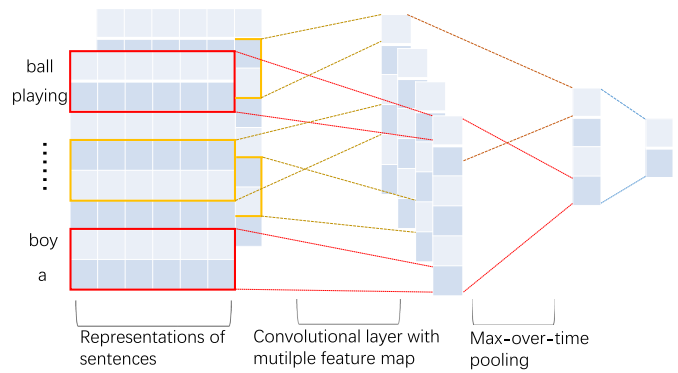 ball
playing
......
boy
a
Representations of
sentences
Convolutional layer with
mutilple feature map
Max-over-time
pooling